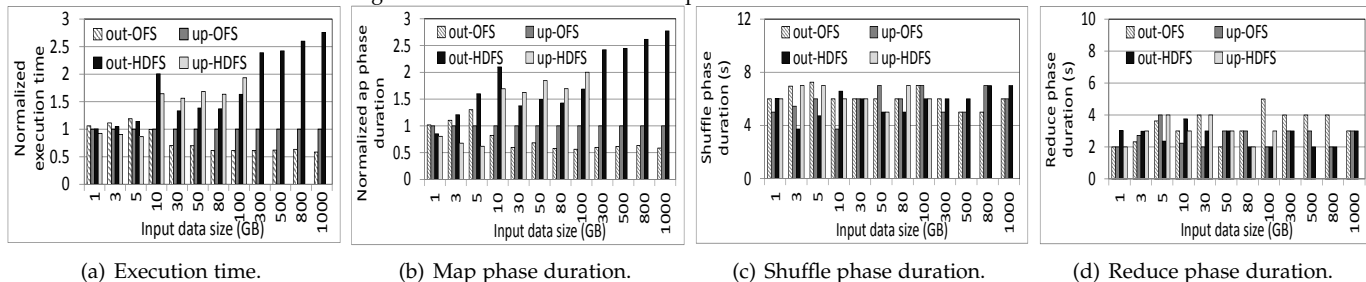 3
2.5
2
1.5
1
0.5
0
Normalized
execution time
out-OFS
up-OFS
out-HDFS
up-HDFS
1
3
5
10
30
50
80
100
300
500
800
1000
Input data size (GB)
(a) Execution time.
3
2.5
2
1.5
1
0.5
0
Normalized ap phase
duration
out-OFS
up-OFS
out-HDFS
up-HDFS
1
3
5
10
30
50
80
100
300
500
800
1000
Input data size (GB)
(b) Map phase duration.
12
9
6
3
0
Shuffle phase
duration (s)
out-OFS
up-OFS
out-HDFS
up-HDFS
1
3
5
10
30
50
80
100
300
500
800
1000
Input data size (GB)
(c) Shuffle phase duration.
10
8
6
4
2
0
Reduce phase
duration (s)
out-OFS
up-OFS
out-HDFS
up-HDFS
1
3
5
10
30
50
80
100
300
500
800
1000
Input data size (GB)
(d) Reduce phase duration.